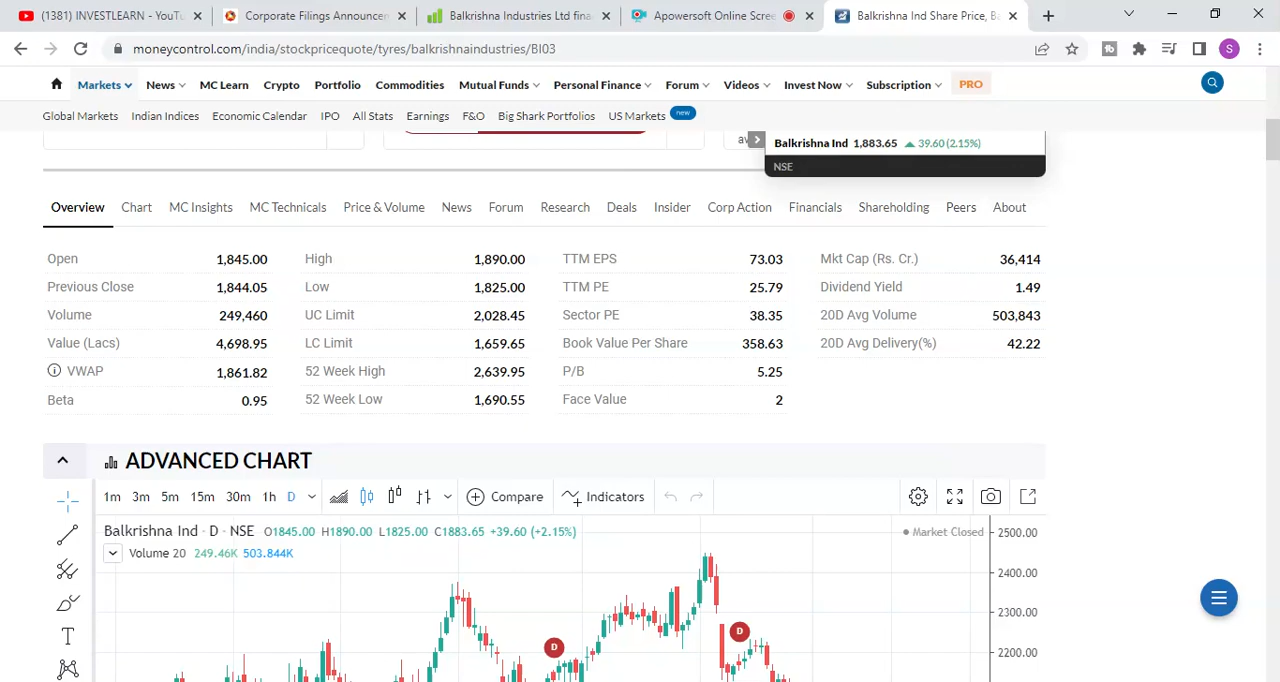 (1381) INVESTLEARN - YouTu
Corporate Filings Announcem
Balkrishna Industries Ltd finan
Apowersoft Online Scree
Balkrishna Ind Share Price, Ba
moneycontrol.com/india/stockpricequote/tyres/balkrishnaindustries/BI03
S
Markets News MC Learn Crypto Portfolio Commodities Mutual Funds Personal Finance Forum Videos Invest Now Subscription PRO
Global Markets Indian Indices Economic Calendar IPO All Stats Earnings F&O Big Shark Portfolios US Markets new
av
Balkrishna Ind 1,883.65 39.60 (2.15%)
NSE
Overview Chart MC Insights MC Technicals Price & Volume News Forum Research Deals Insider Corp Action Financials Shareholding Peers About
Open 1,845.00 High 1,890.00 TTM EPS 73.03 Mkt Cap (Rs. Cr.) 36,414
Previous Close 1,844.05 Low 1,825.00 TTM PE 25.79 Dividend Yield 1.49
Volume 249,460 UC Limit 2,028.45 Sector PE 38.35 20D Avg Volume 503,843
Value (Lacs) 4,698.95 LC Limit 1,659.65 Book Value Per Share 358.63 20D Avg Delivery(%) 42.22
VWAP 1,861.82 52 Week High 2,639.95 P/B 5.25
Beta 0.95 52 Week Low 1,690.55 Face Value 2
ADVANCED CHART
1m 3m 5m 15m 30m 1h D Compare Indicators
Balkrishna Ind · D · NSE O1845.00 H1890.00 L1825.00 C1883.65 +39.60 (+2.15%)
Market Closed
2500.00
Volume 20 249.46K 503.844K
2400.00
2300.00
D
D
2200.00